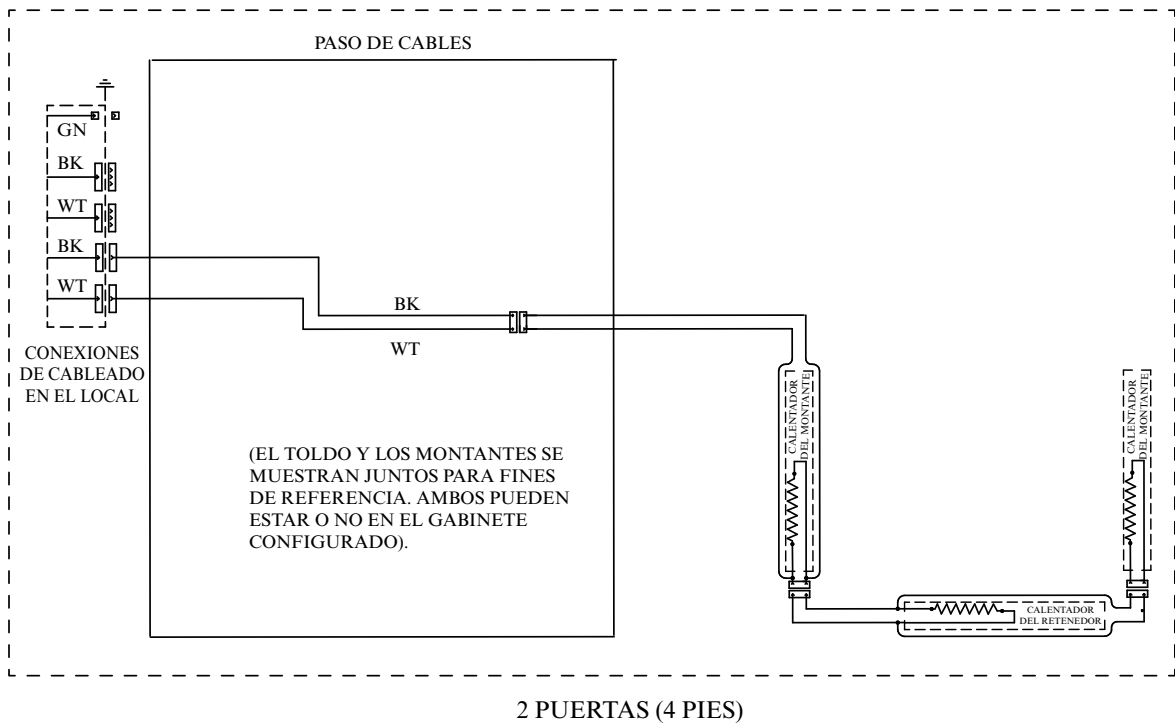 PASO DE CABLES
GN
BK
WT
BK
WT
CONEXIONES
DE CABLEADO
EN EL LOCAL
BK
WT
(EL TOLDO Y LOS MONTANTES SE
MUESTRAN JUNTOS PARA FINES
DE REFERENCIA. AMBOS PUEDEN
ESTAR O NO EN EL GABINETE
CONFIGURADO).
CALENTADOR
DEL MONTANTE
CALENTADOR
DEL MONTANTE
CALENTADOR
DEL RETENEDOR
2 PUERTAS (4 PIES)